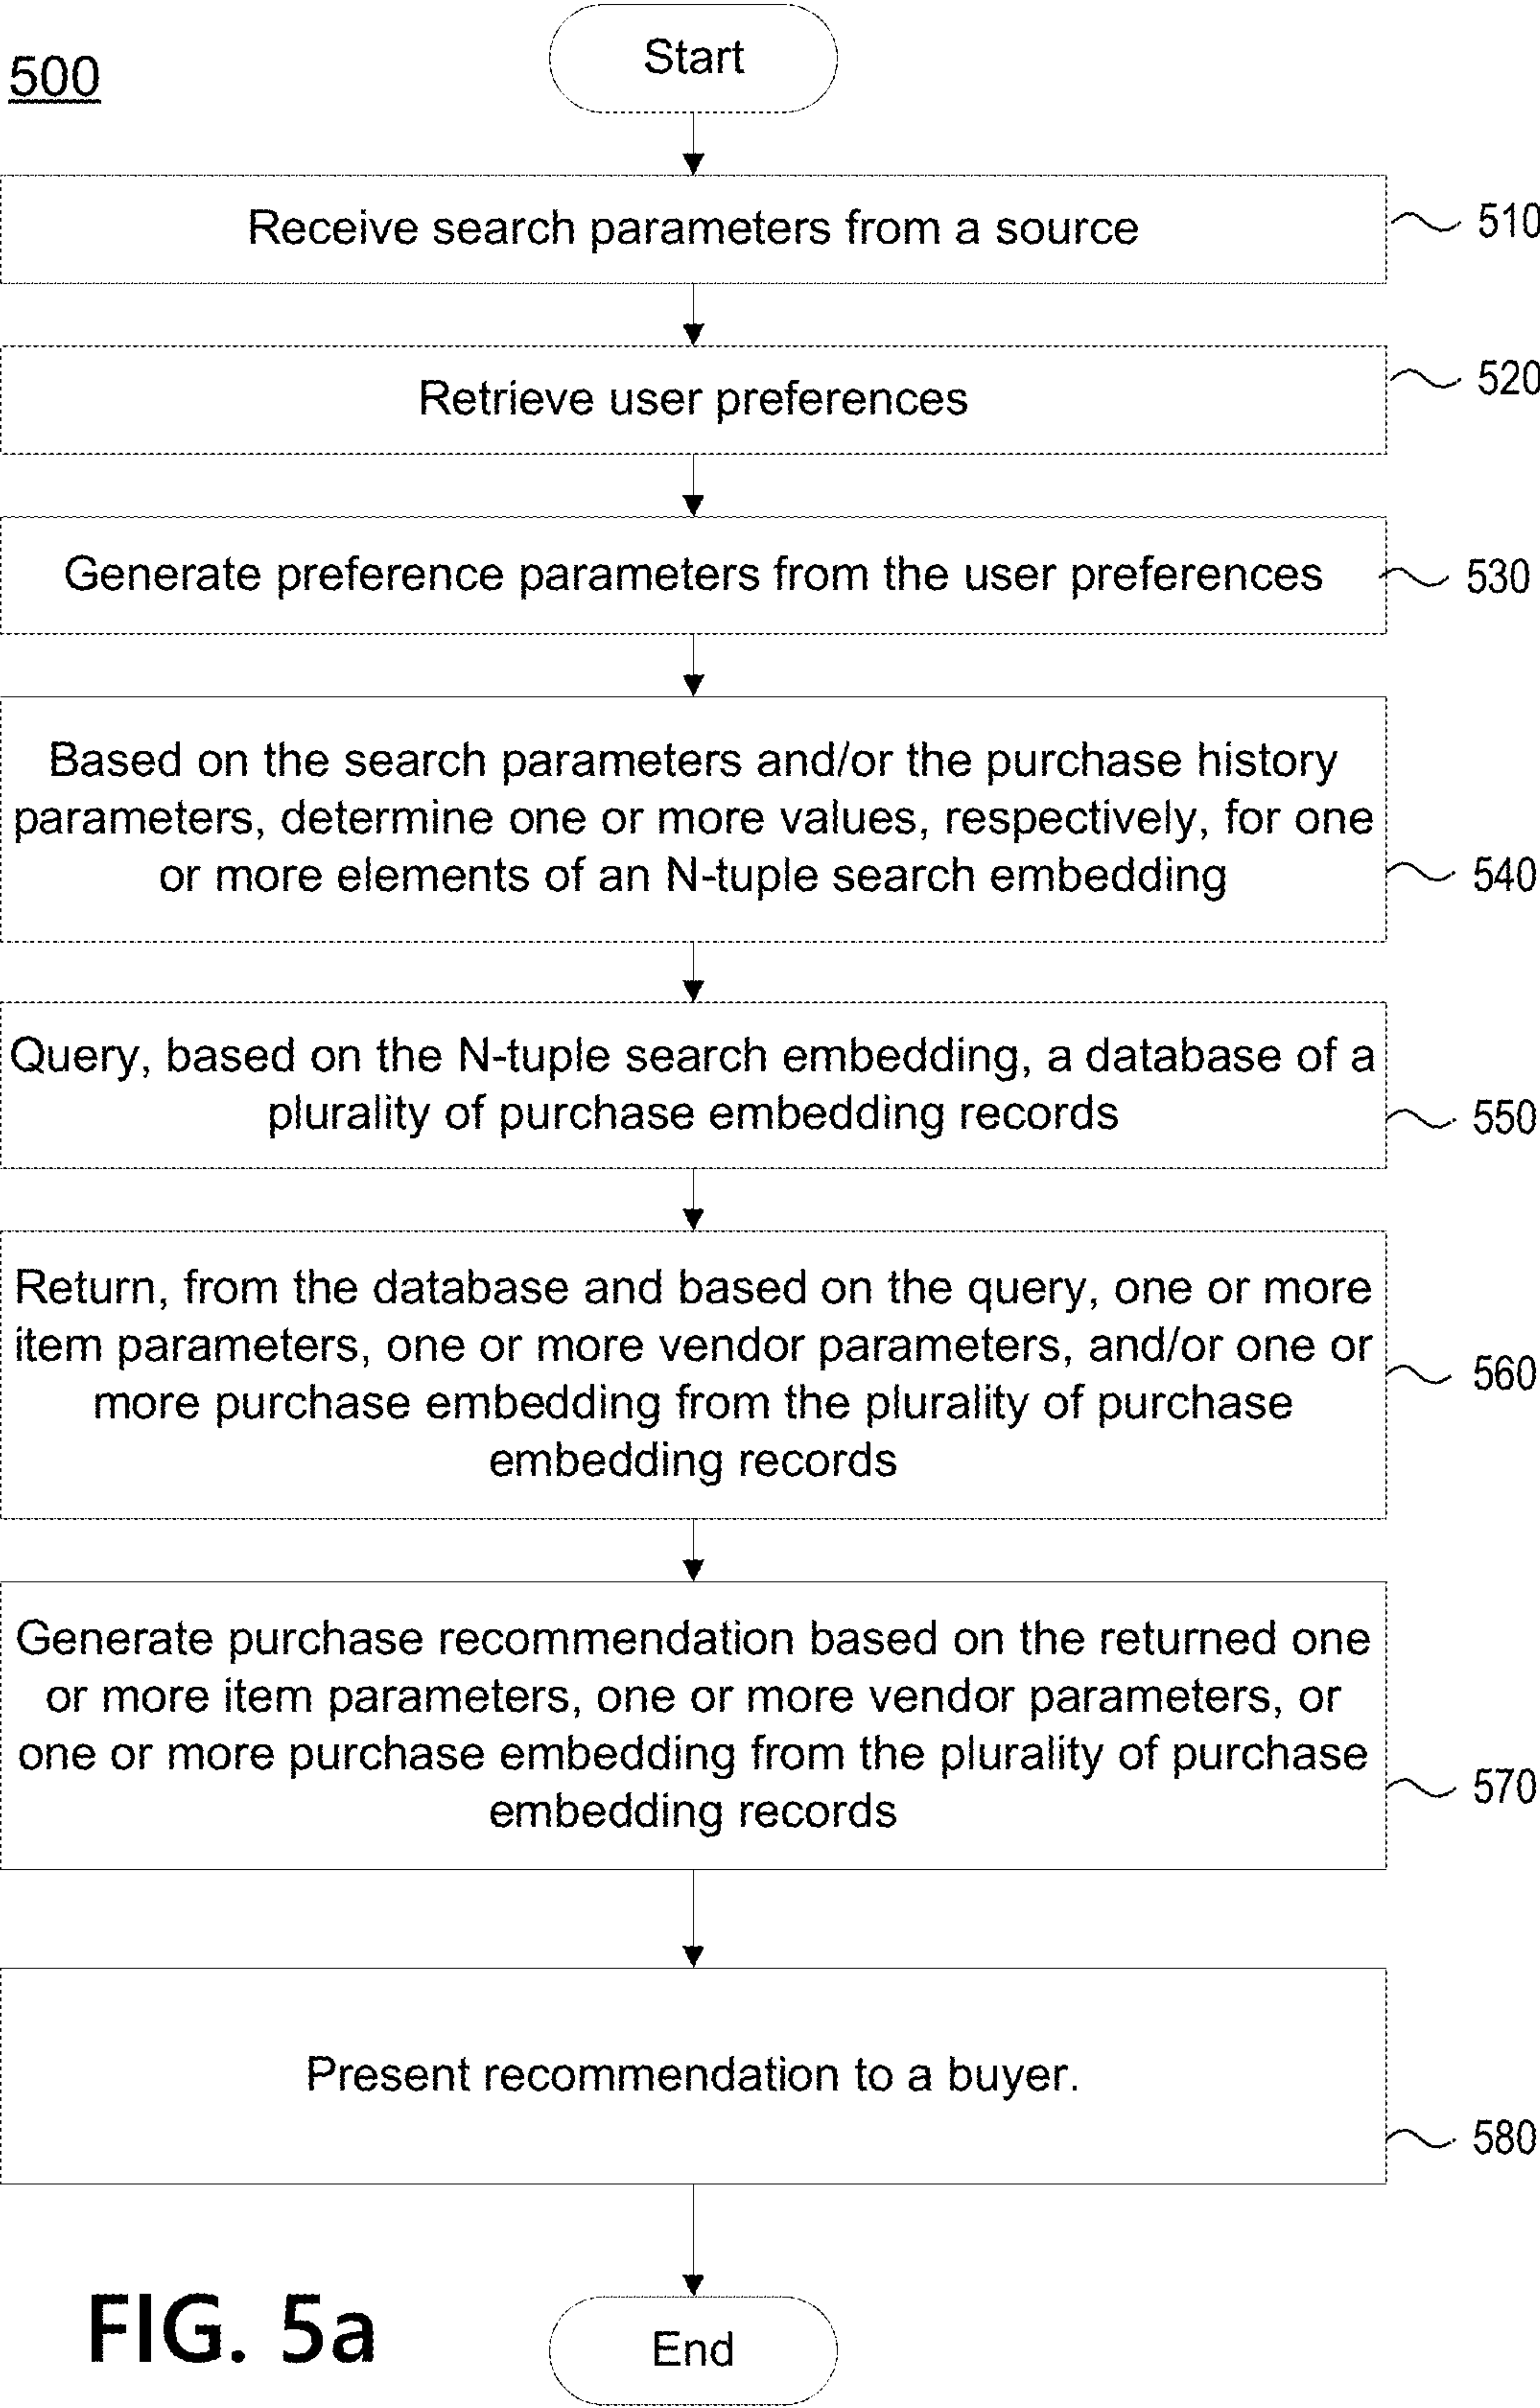 500
Start
Receive search parameters from a source
510
Retrieve user preferences
520
Generate preference parameters from the user preferences
530
Based on the search parameters and/or the purchase history
parameters, determine one or more values, respectively, for one
or more elements of an N-tuple search embedding
540
Query, based on the N-tuple search embedding, a database of a
plurality of purchase embedding records
550
Return, from the database and based on the query, one or more
item parameters, one or more vendor parameters, and/or one or
more purchase embedding from the plurality of purchase
embedding records
560
Generate purchase recommendation based on the returned one
or more item parameters, one or more vendor parameters, or
one or more purchase embedding from the plurality of purchase
embedding records
570
Present recommendation to a buyer.
580
End
FIG. 5a